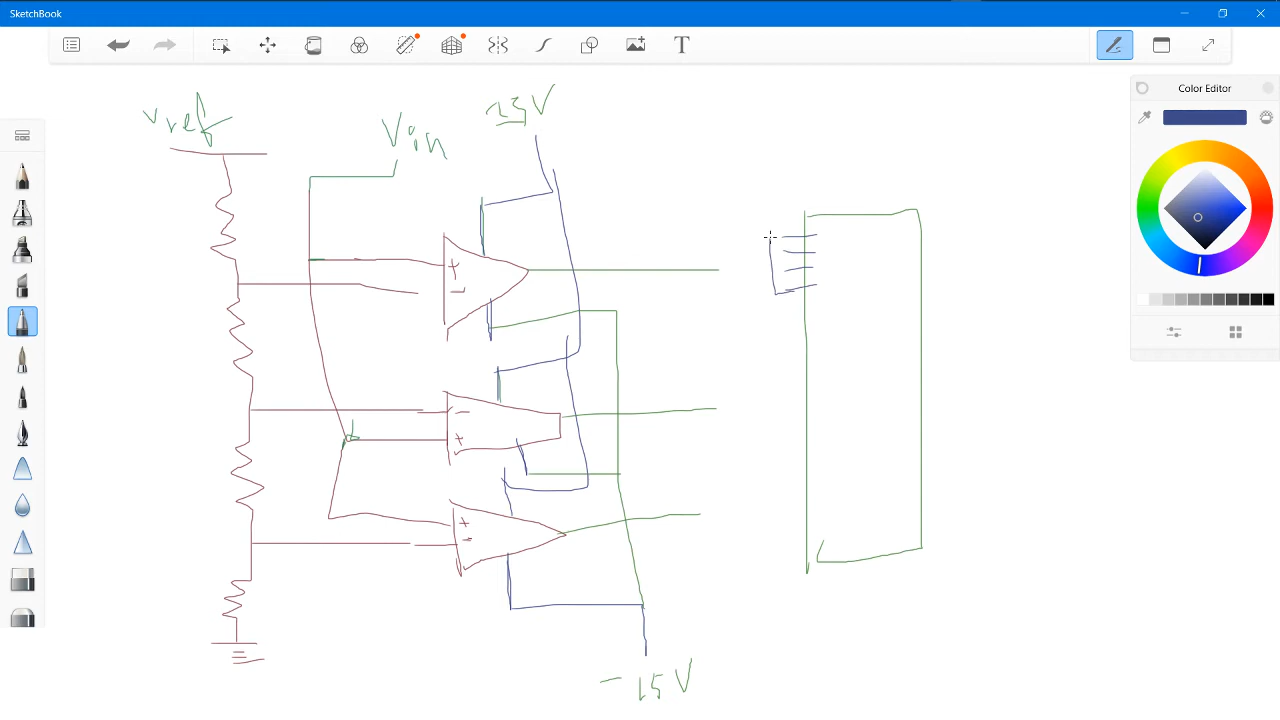 SketchBook
Color Editor
Vref
Vin
15V
+
-
-
+
+
-
-15V